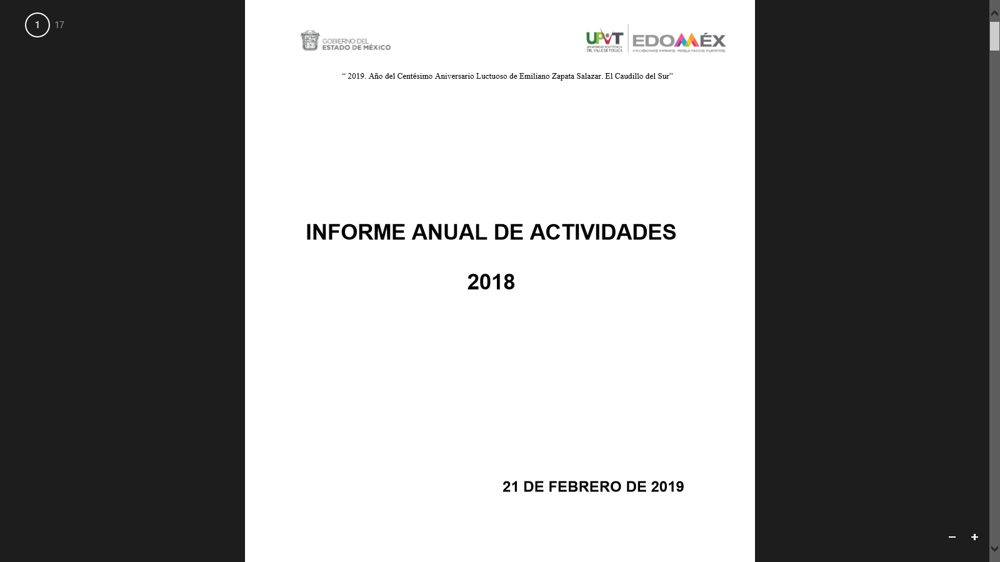 1 17
GOBIERNO DEL
ESTADO DE MÉXICO
UPVT
UNIVERSIDAD POLITÉCNICA
DEL VALLE DE TOLUCA
EDOMÉX
DECISIONES FIRMES, RESULTADOS FUERTES.
“ 2019. Año del Centésimo Aniversario Luctuoso de Emiliano Zapata Salazar. El Caudillo del Sur”
INFORME ANUAL DE ACTIVIDADES
2018
21 DE FEBRERO DE 2019